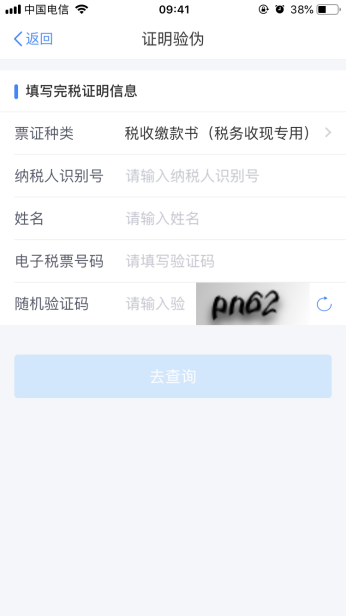 中国电信 09:41 38%
返回 证明验伪
填写完税证明信息
票证种类 税收缴款书（税务收现专用）
纳税人识别号 请输入纳税人识别号
姓名 请输入姓名
电子税票号码 请填写验证码
随机验证码 请输入验 pn62
去查询